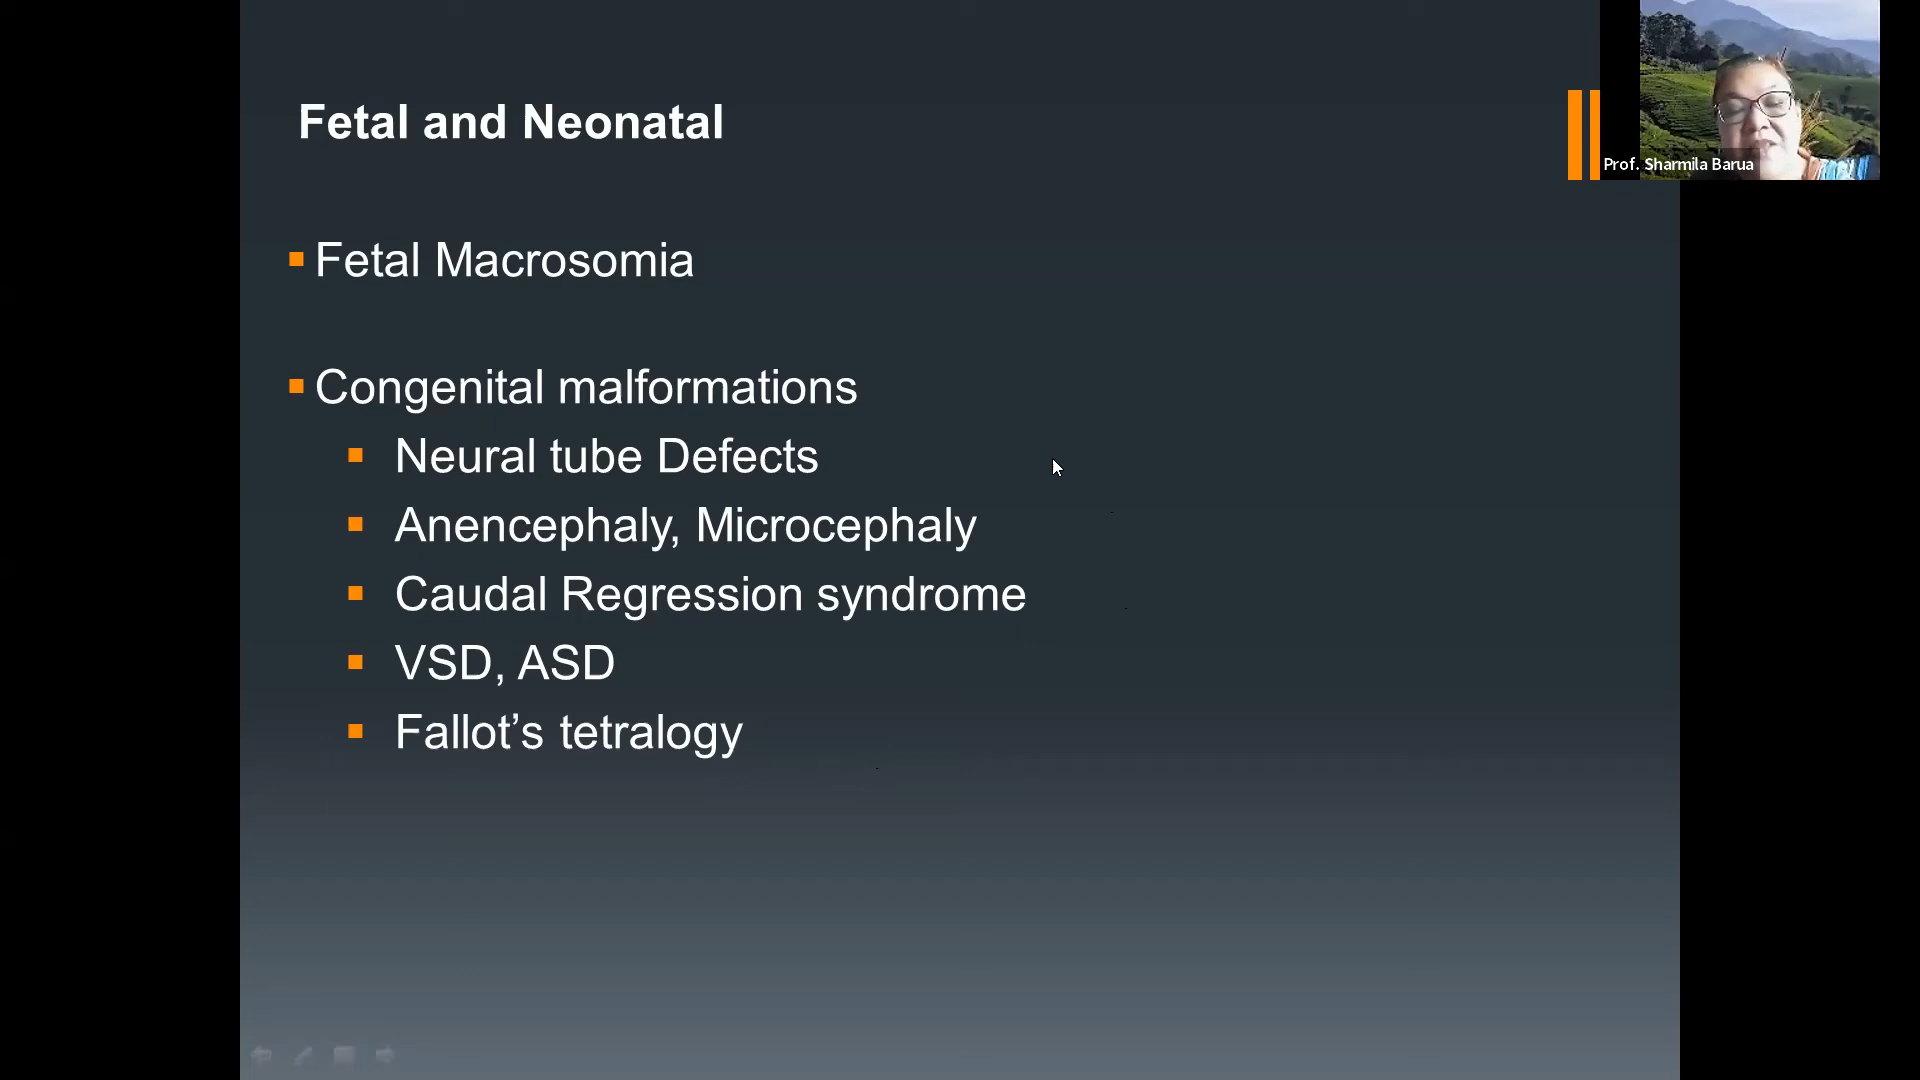 Fetal and Neonatal
Prof. Sharmila Barua
Fetal Macrosomia
Congenital malformations
Neural tube Defects
Anencephaly, Microcephaly
Caudal Regression syndrome
VSD, ASD
Fallot’s tetralogy